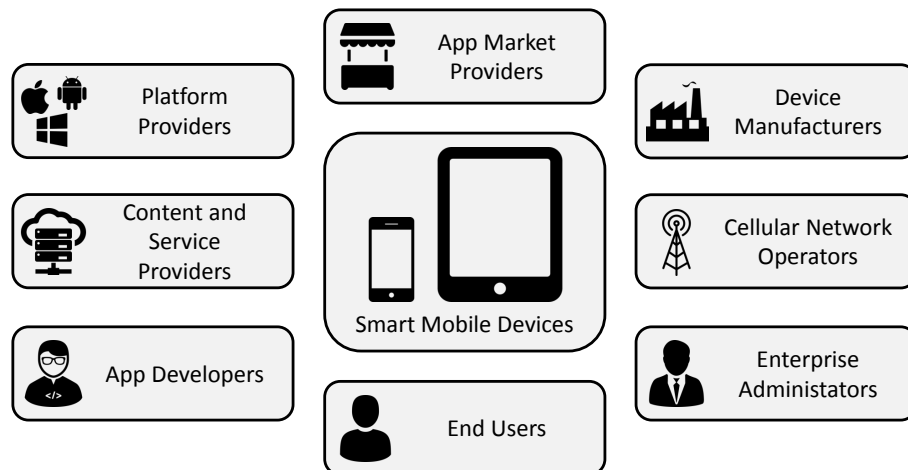 App Market
Providers
Platform
Providers
Device
Manufacturers
Content and
Service
Providers
Cellular Network
Operators
Smart Mobile Devices
App Developers
</>
Enterprise
Administators
End Users